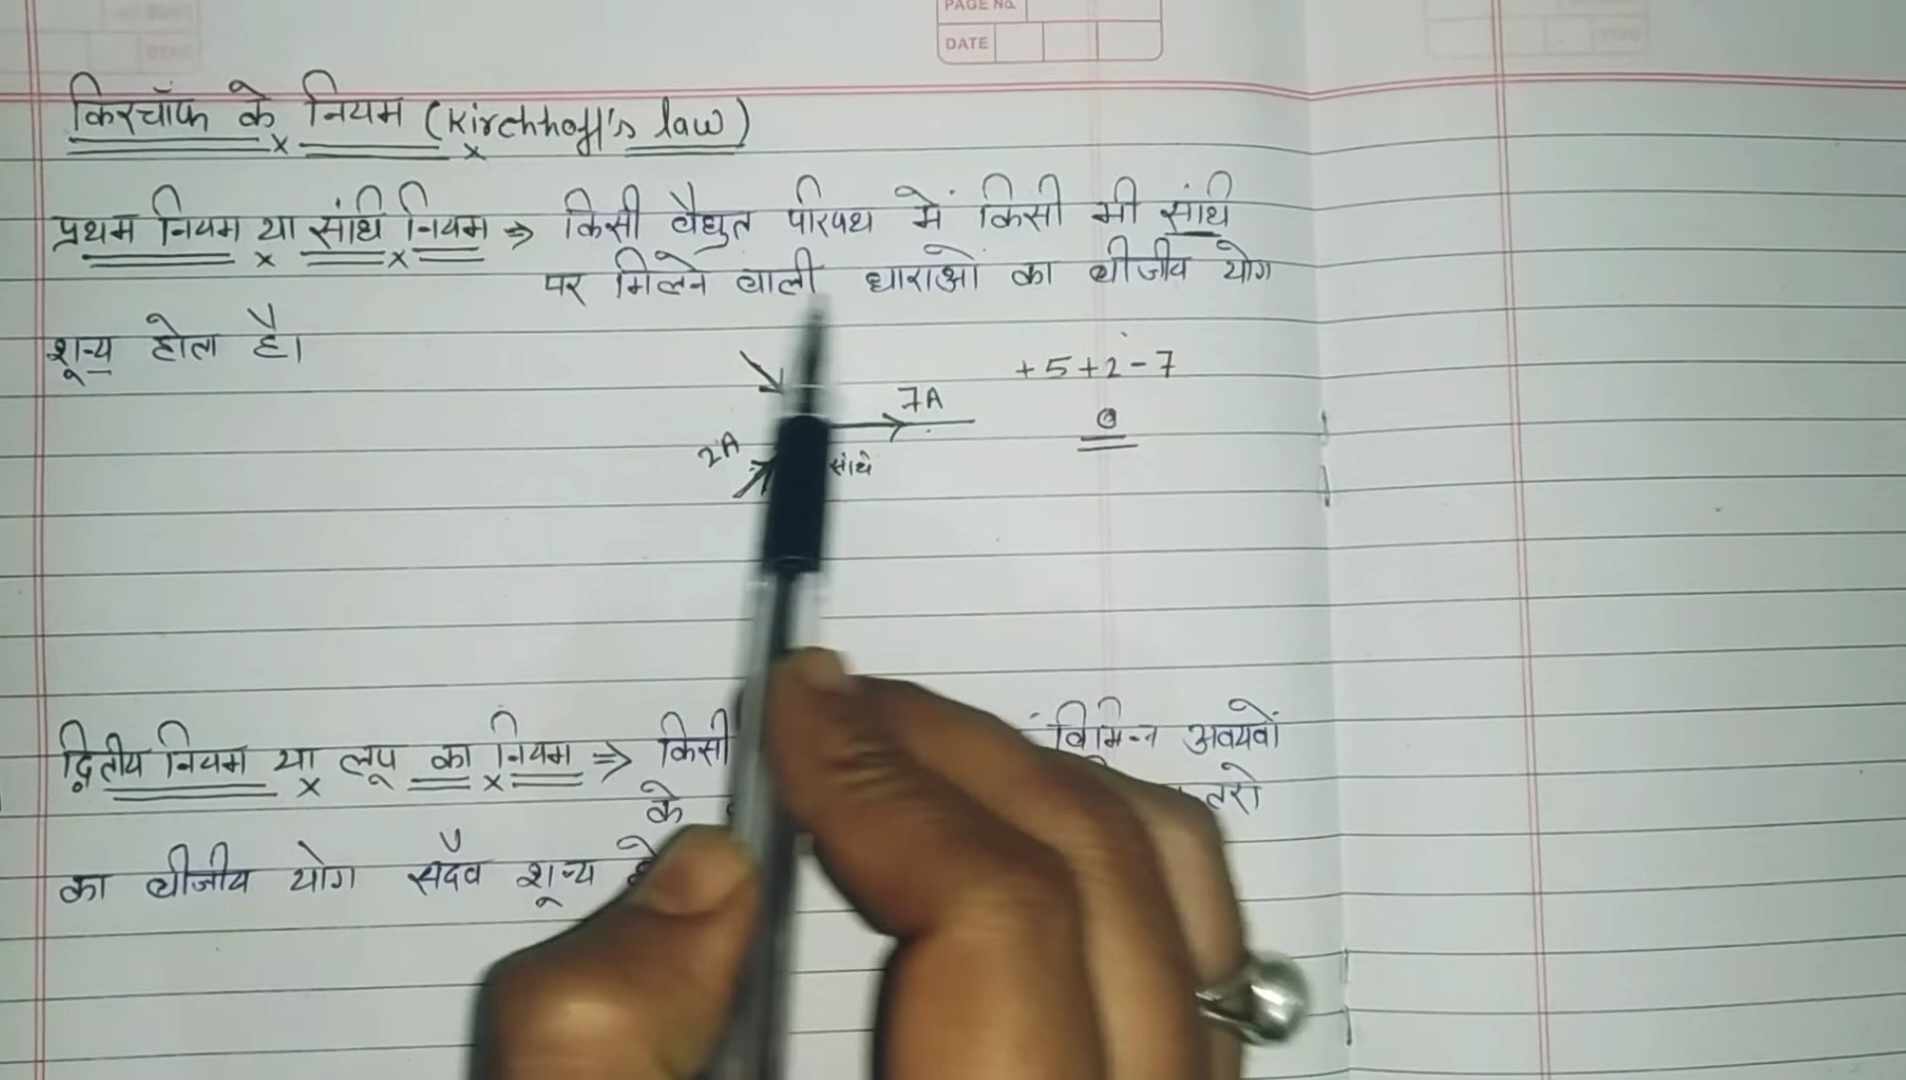 PAGE No.
DATE
किरचॉफ के नियम (Kirchhoff's law)
प्रथम नियम या संधि नियम ⇒ किसी वैधुत परिपथ में किसी भी संधि
पर मिलने वाली धाराओं का बीजीय योग
शून्य होता है।
+5+2-7
7A
0
2A
संधि
द्वितीय नियम या लूप का नियम ⇒ किसी विभिन्न अवयवों
के
का बीजीय योग सदैव शून्य